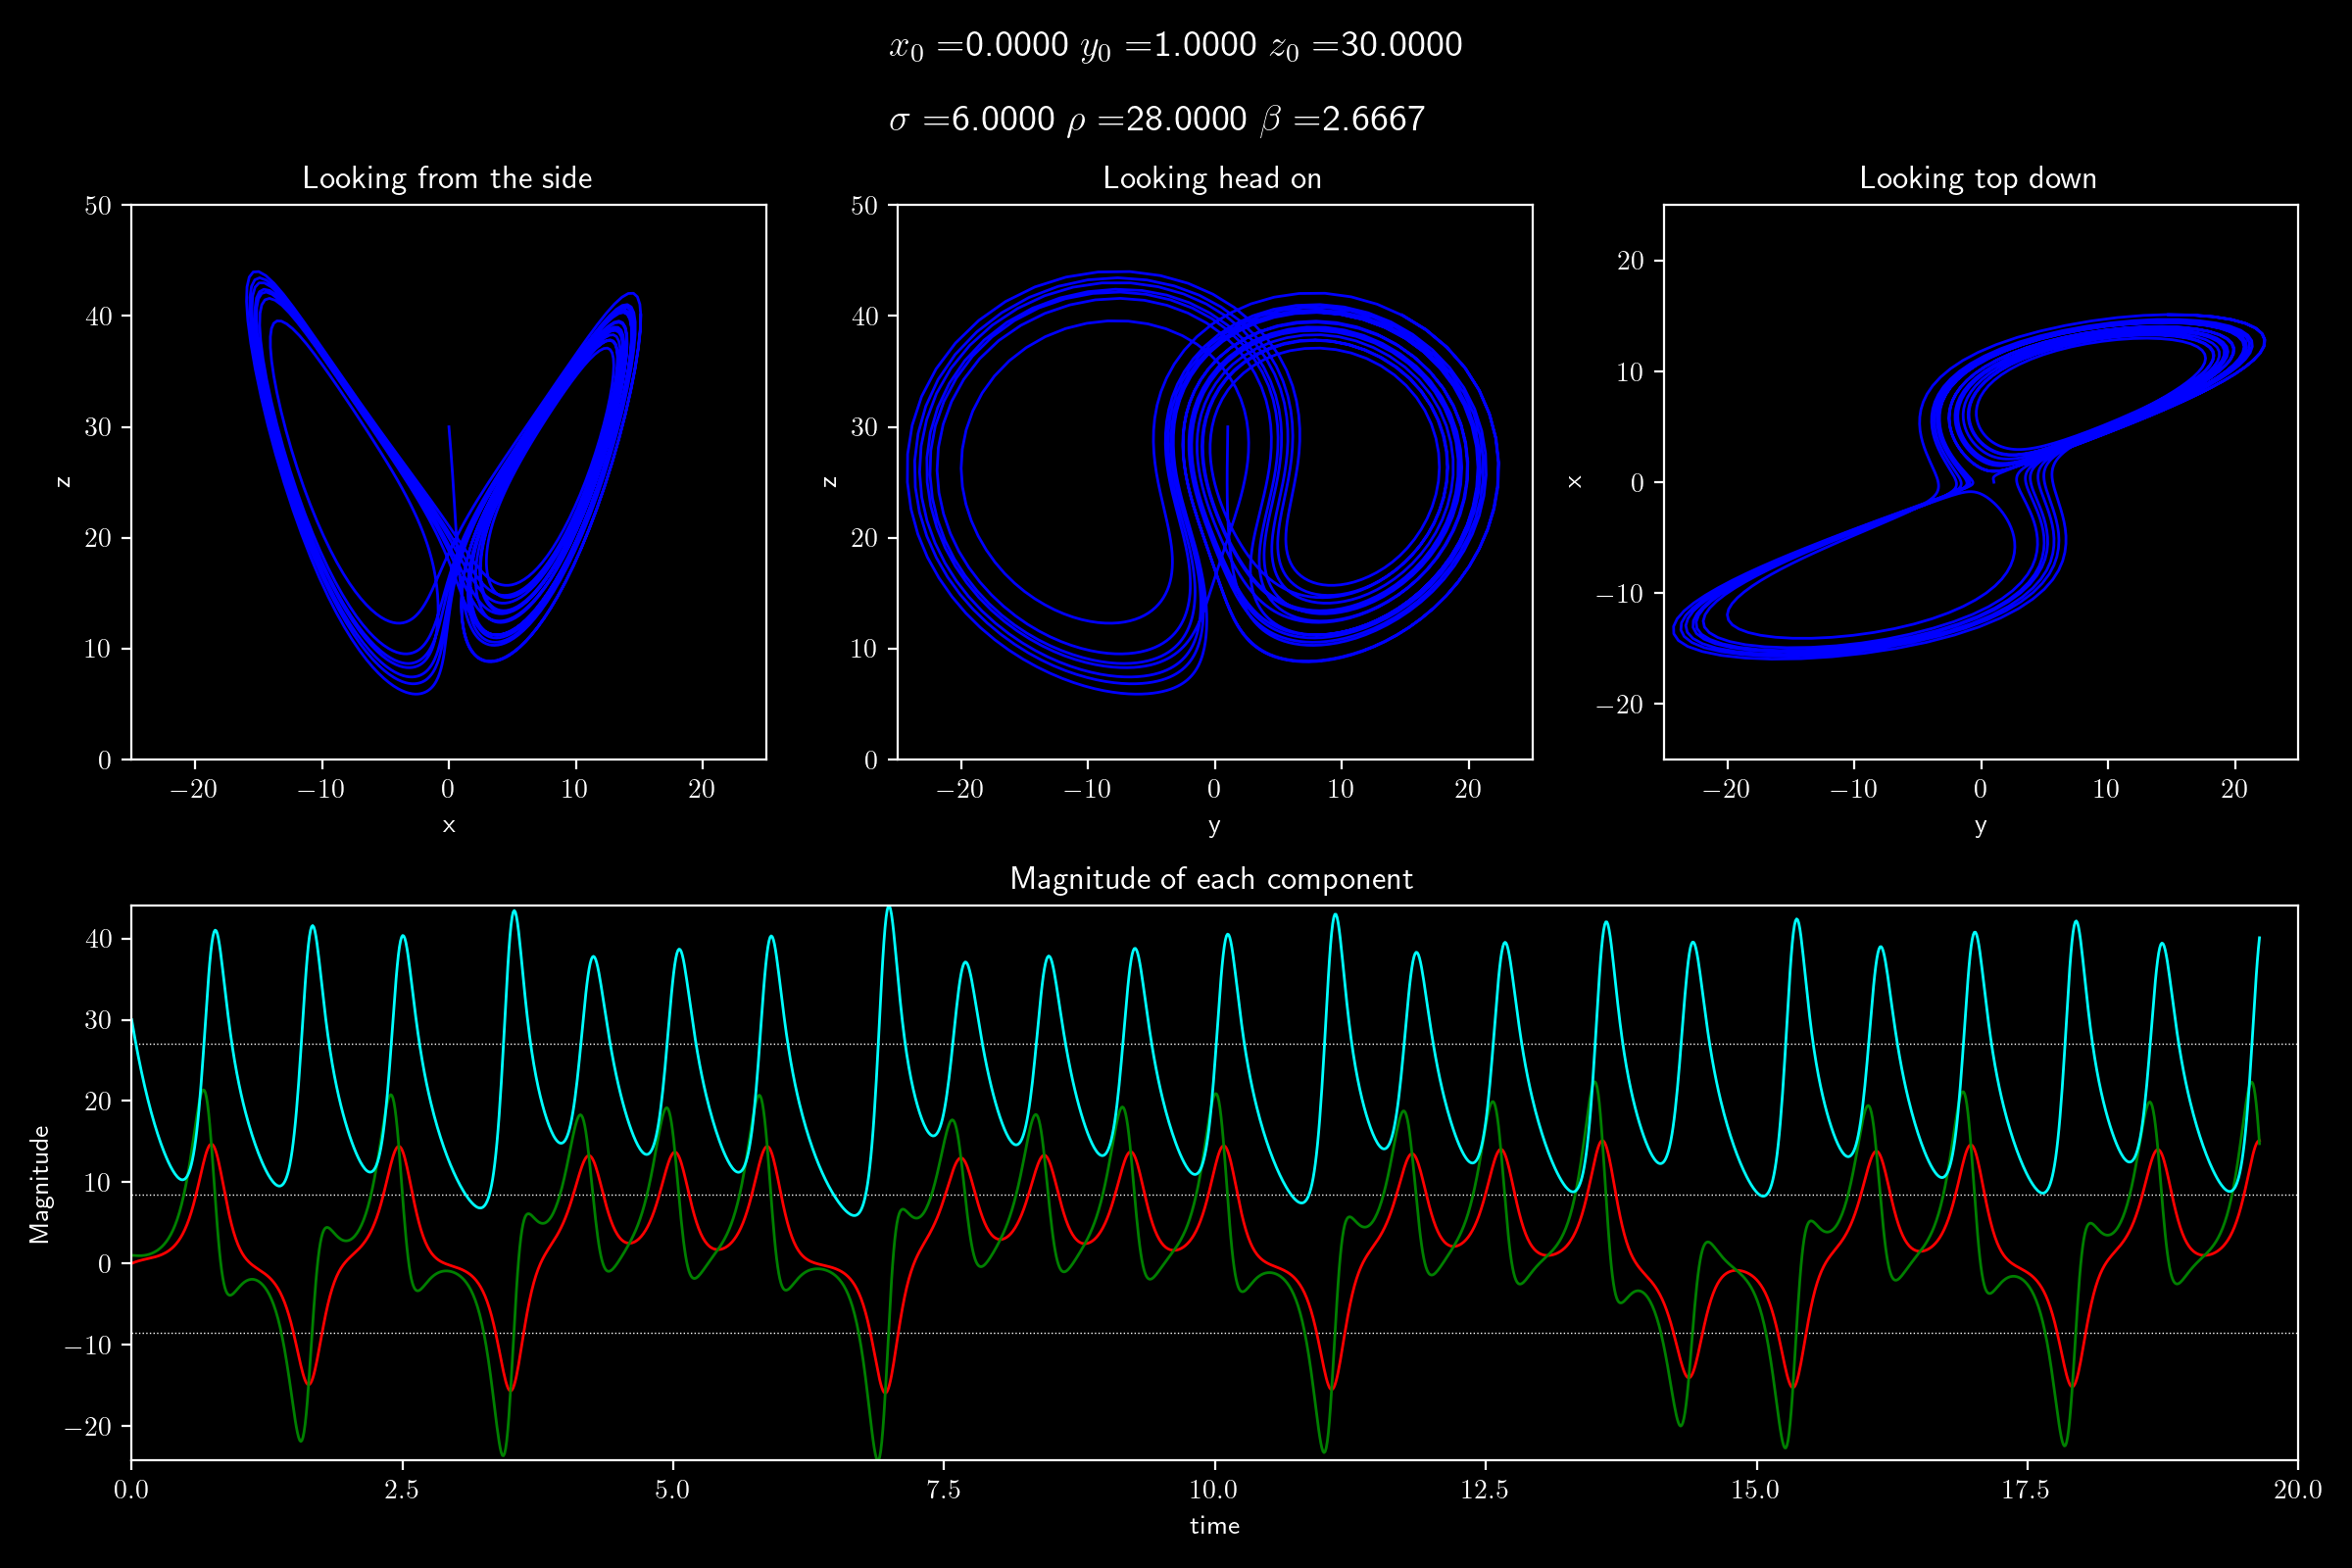 x₀ =0.0000 y₀ =1.0000 z₀ =30.0000
σ =6.0000 ρ =28.0000 β =2.6667
Looking from the side
50
40
30
20
10
0
z
−20 −10 0 10 20
x
Looking head on
50
40
30
20
10
0
z
−20 −10 0 10 20
y
Looking top down
20
10
0
−10
−20
x
−20 −10 0 10 20
y
Magnitude of each component
40
30
20
10
0
−10
−20
Magnitude
0.0 2.5 5.0 7.5 10.0 12.5 15.0 17.5 20.0
time